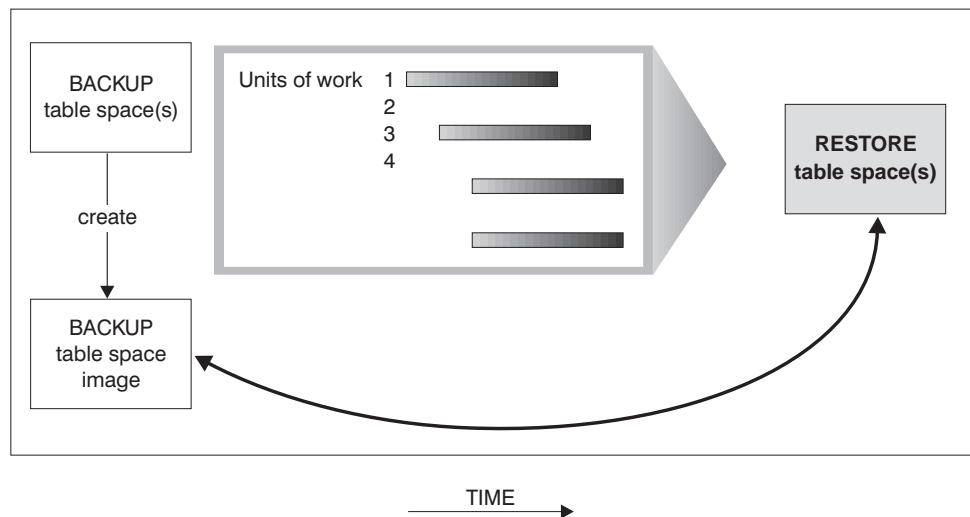 BACKUP
table space(s)
create
BACKUP
table space
image
Units of work 1
2
3
4
RESTORE
table space(s)
TIME